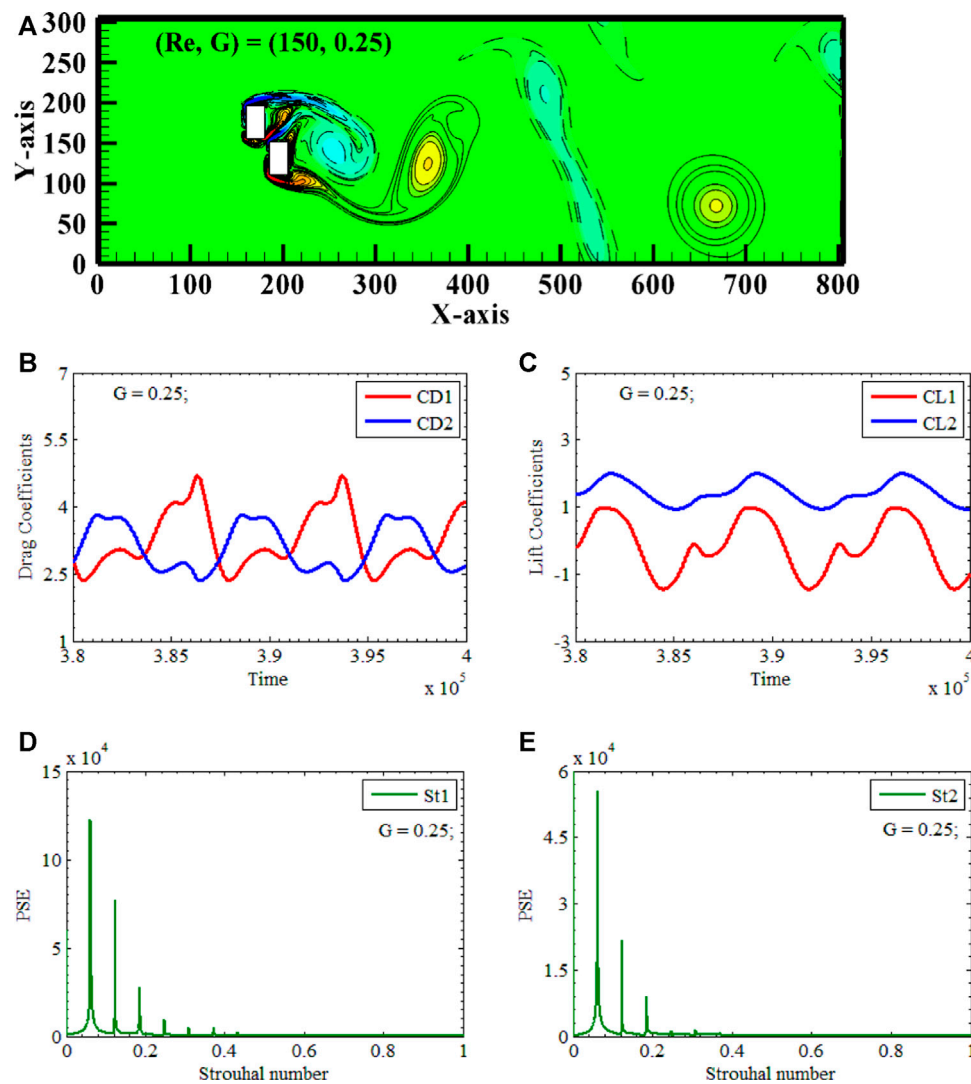 A
(Re, G) = (150, 0.25)
300
250
200
150
100
50
0
Y-axis
0 100 200 300 400 500 600 700 800
X-axis
B
G = 0.25;
CD1
CD2
7
5.5
4
2.5
1
Drag Coefficients
3.8 3.85 3.9 3.95 4
Time
x 10^5
C
G = 0.25;
CL1
CL2
5
3
1
-1
-3
Lift Coefficients
3.8 3.85 3.9 3.95 4
Time
x 10^5
D
x 10^4
St1
G = 0.25;
15
10
5
0
PSE
0 0.2 0.4 0.6 0.8 1
Strouhal number
E
x 10^4
St2
G = 0.25;
6
4.5
3
1.5
0
PSE
0 0.2 0.4 0.6 0.8 1
Strouhal number